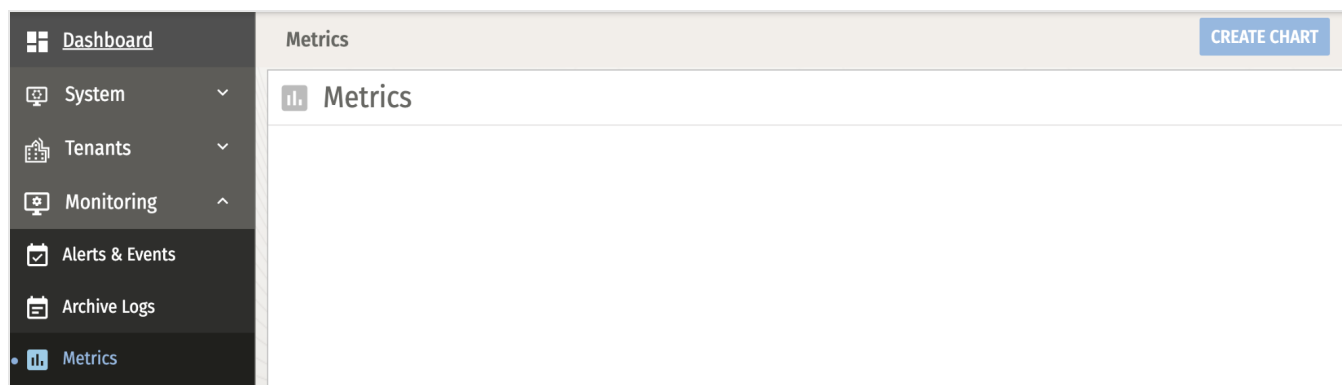 Dashboard
System
Tenants
Monitoring
Alerts & Events
Archive Logs
Metrics
Metrics
CREATE CHART
Metrics